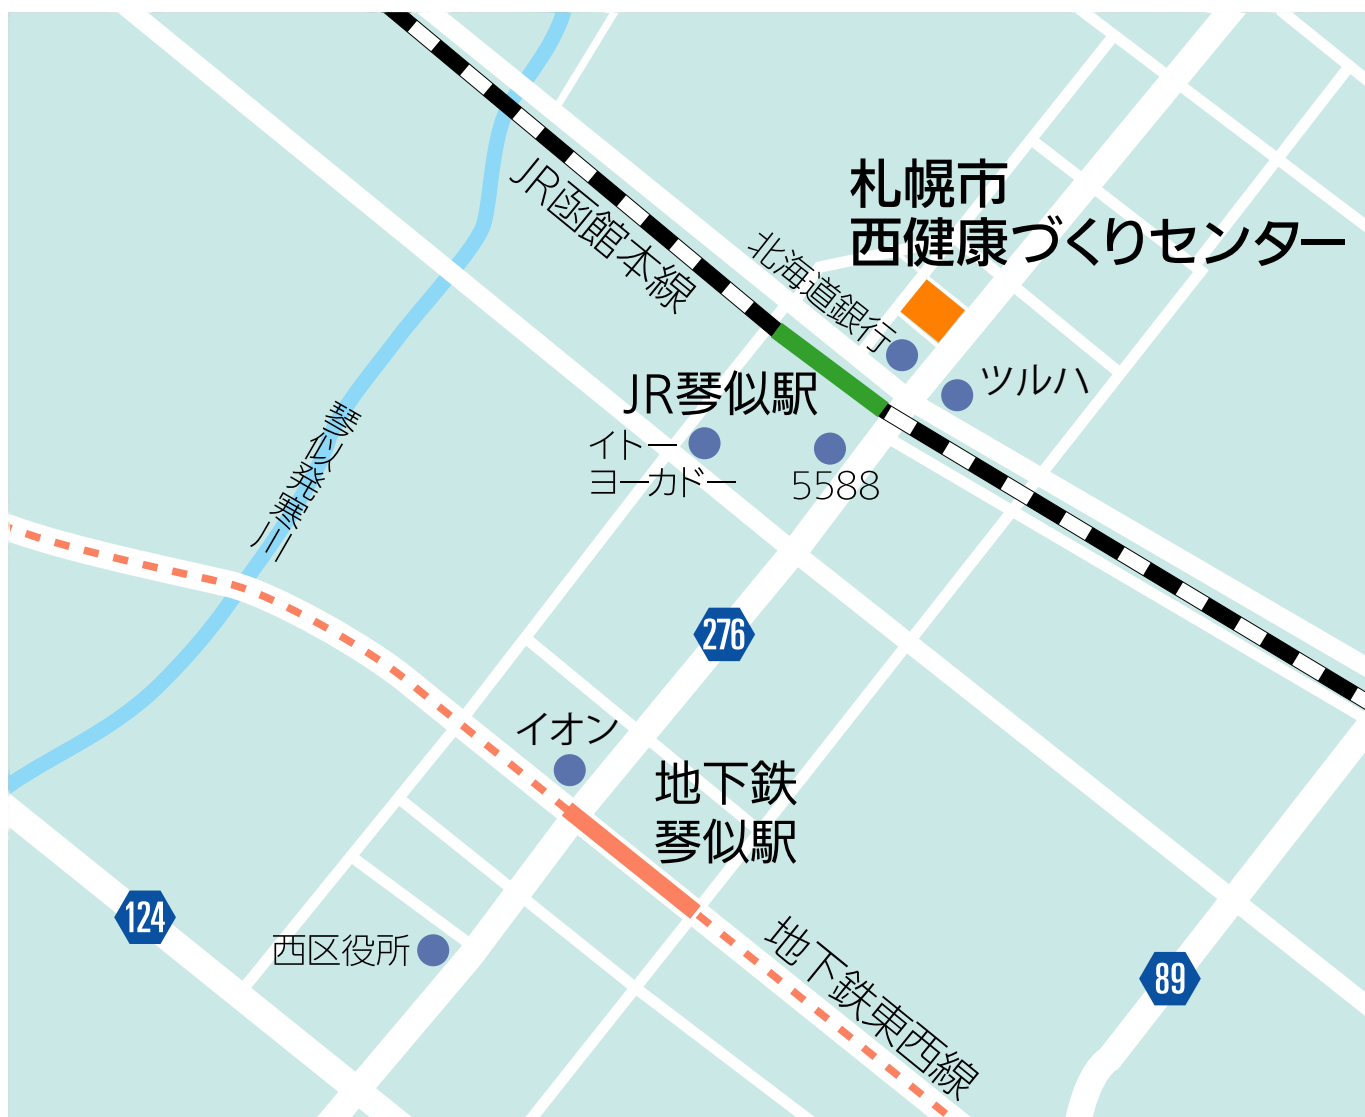 札幌市
西健康づくりセンター
JR函館本線
北海道銀行
ツルハ
JR琴似駅
イトー
ヨーカドー
5588
琴似発寒川
276
イオン
地下鉄
琴似駅
124
西区役所
地下鉄東西線
89